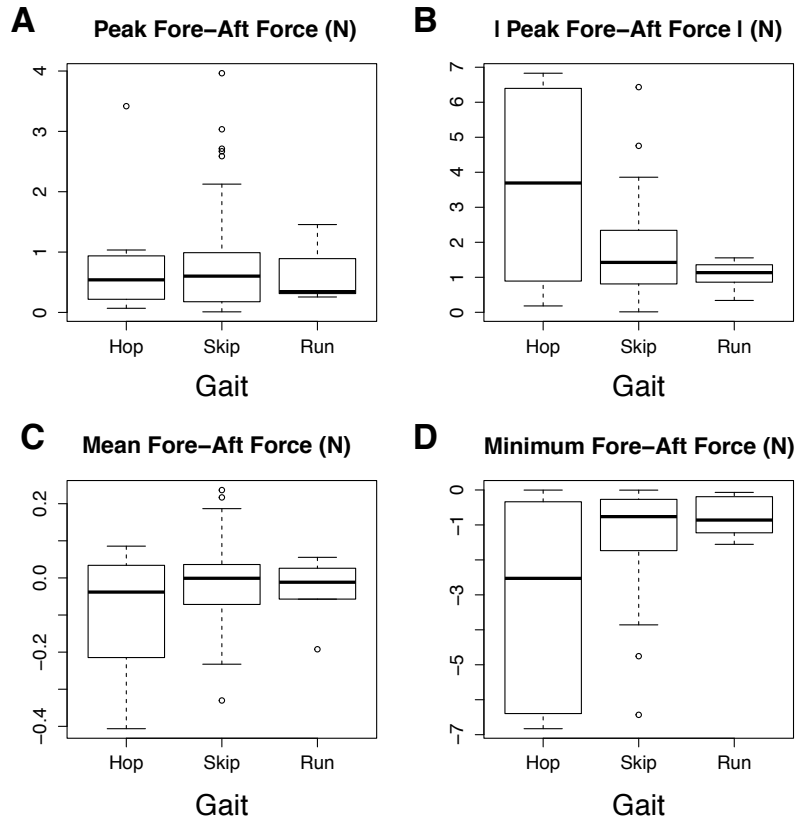 A
Peak Fore−Aft Force (N)
4
3
2
1
0
Hop Skip Run
Gait
B
I Peak Fore−Aft Force I (N)
7
6
5
4
3
2
1
0
Hop Skip Run
Gait
C
Mean Fore−Aft Force (N)
0.2
0.0
−0.2
−0.4
Hop Skip Run
Gait
D
Minimum Fore−Aft Force (N)
0
−1
−3
−5
−7
Hop Skip Run
Gait